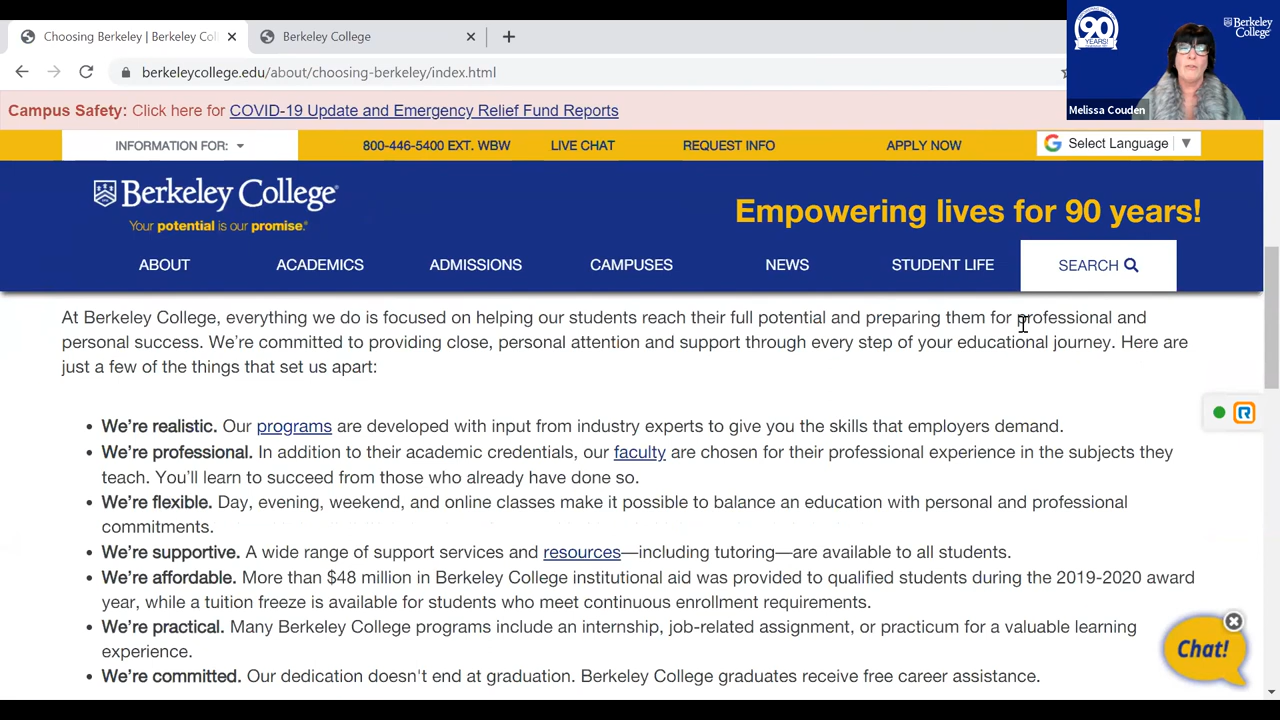 Choosing Berkeley | Berkeley Col
Berkeley College
90
YEARS!
Berkeley
College
berkeleycollege.edu/about/choosing-berkeley/index.html
Melissa Couden
Campus Safety: Click here for COVID-19 Update and Emergency Relief Fund Reports
INFORMATION FOR: 800-446-5400 EXT. WBW LIVE CHAT REQUEST INFO APPLY NOW Select Language
Berkeley College®
Your potential is our promise.®
Empowering lives for 90 years!
ABOUT ACADEMICS ADMISSIONS CAMPUSES NEWS STUDENT LIFE SEARCH
At Berkeley College, everything we do is focused on helping our students reach their full potential and preparing them for professional and
personal success. We’re committed to providing close, personal attention and support through every step of your educational journey. Here are
just a few of the things that set us apart:
• We’re realistic. Our programs are developed with input from industry experts to give you the skills that employers demand.
• We’re professional. In addition to their academic credentials, our faculty are chosen for their professional experience in the subjects they
teach. You’ll learn to succeed from those who already have done so.
• We’re flexible. Day, evening, weekend, and online classes make it possible to balance an education with personal and professional
commitments.
• We’re supportive. A wide range of support services and resources—including tutoring—are available to all students.
• We’re affordable. More than $48 million in Berkeley College institutional aid was provided to qualified students during the 2019-2020 award
year, while a tuition freeze is available for students who meet continuous enrollment requirements.
• We’re practical. Many Berkeley College programs include an internship, job-related assignment, or practicum for a valuable learning
experience.
• We’re committed. Our dedication doesn't end at graduation. Berkeley College graduates receive free career assistance.
Chat!